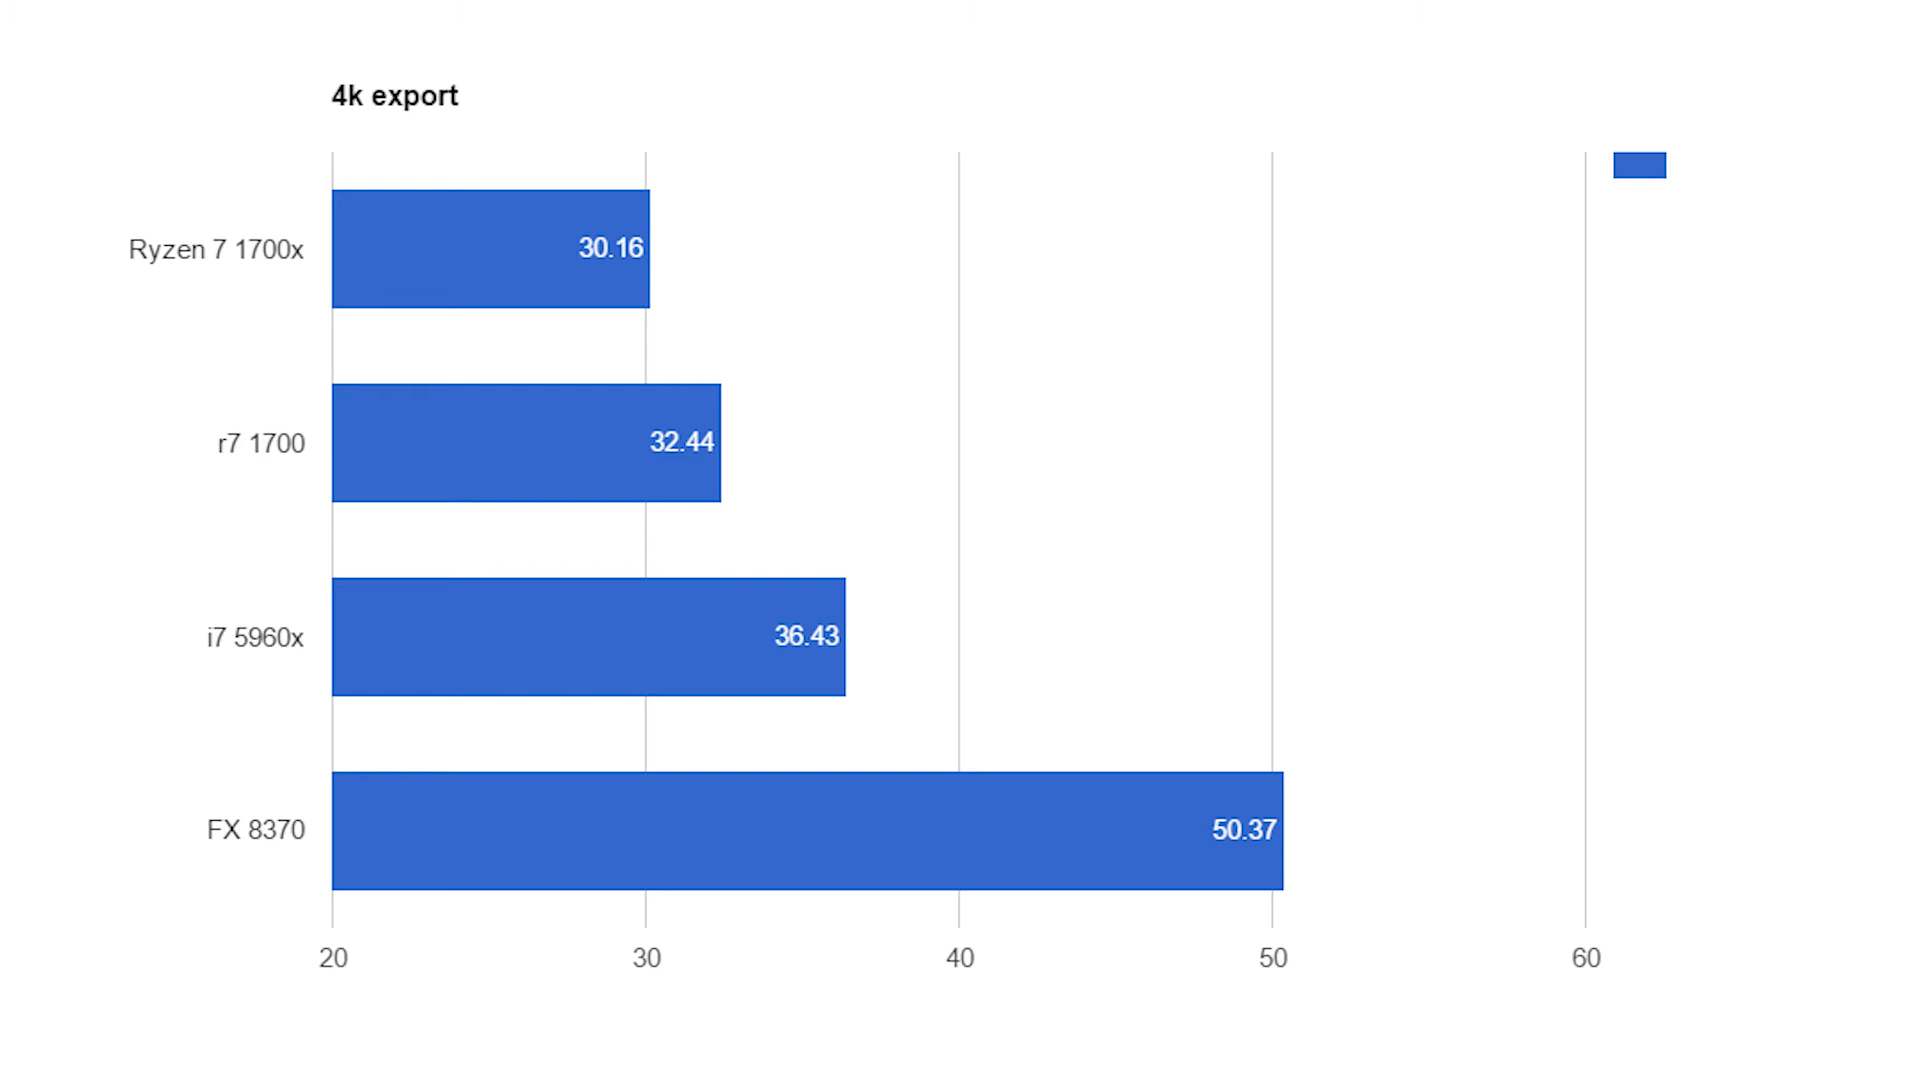 4k export
Ryzen 7 1700x
30.16
r7 1700
32.44
i7 5960x
36.43
FX 8370
50.37
20 30 40 50 60